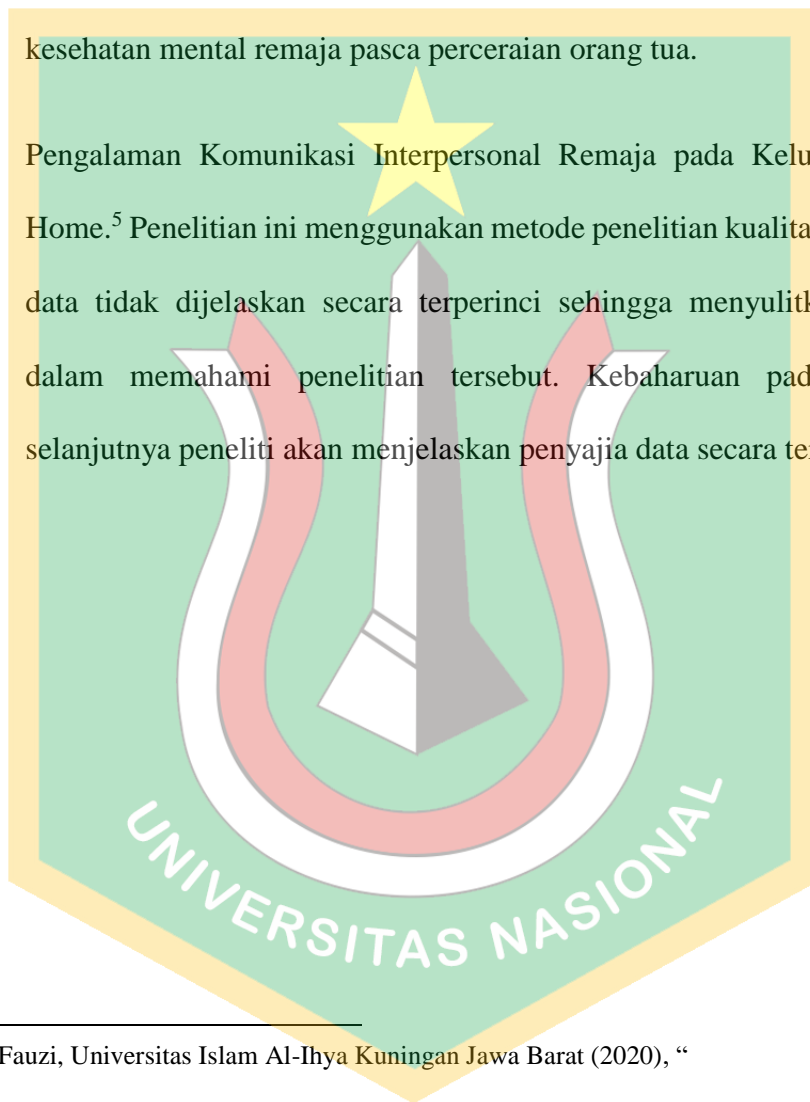 kesehatan mental remaja pasca perceraian orang tua.
Pengalaman Komunikasi Interpersonal Remaja pada Kelu
Home.⁵ Penelitian ini menggunakan metode penelitian kualita
data tidak dijelaskan secara terperinci sehingga menyulitk
dalam memahami penelitian tersebut. Kebaharuan pad
selanjutnya peneliti akan menjelaskan penyajia data secara te
UNIVERSITAS NASIONAL
Fauzi, Universitas Islam Al-Ihya Kuningan Jawa Barat (2020), “